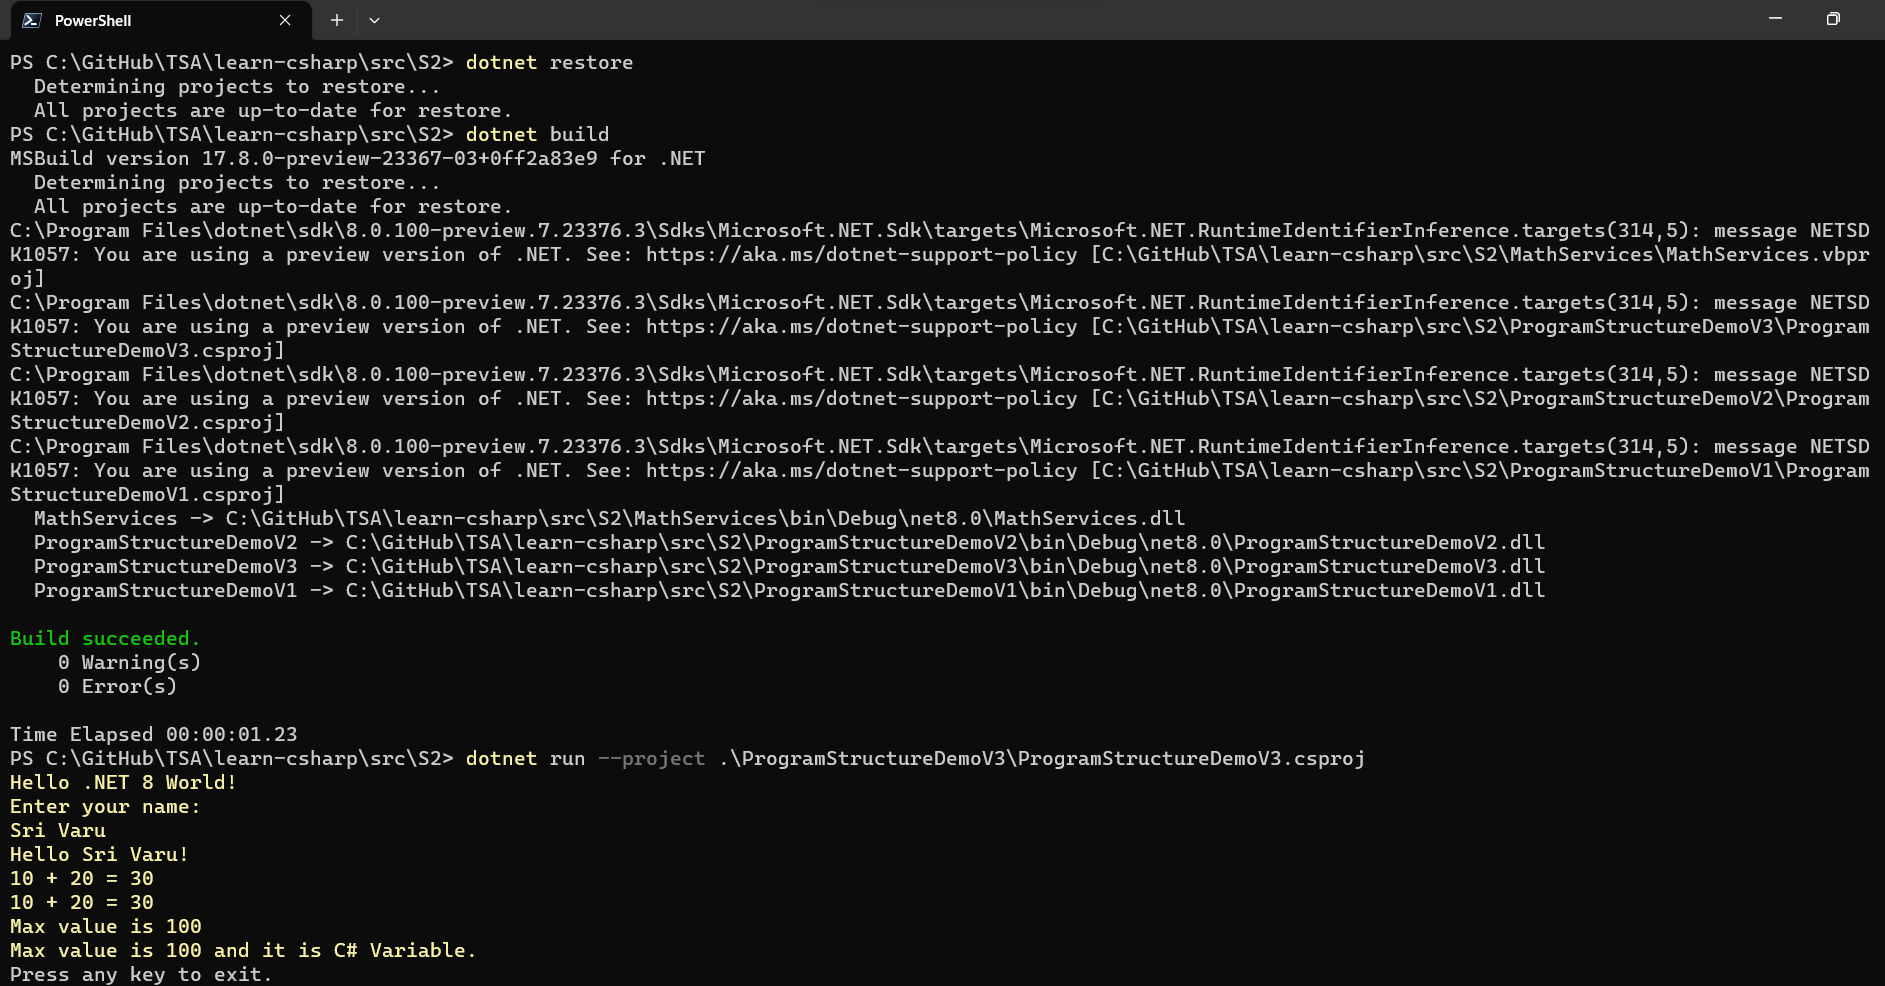 PowerShell
PS C:\GitHub\TSA\learn-csharp\src\S2> dotnet restore
  Determining projects to restore...
  All projects are up-to-date for restore.
PS C:\GitHub\TSA\learn-csharp\src\S2> dotnet build
MSBuild version 17.8.0-preview-23367-03+0ff2a83e9 for .NET
  Determining projects to restore...
  All projects are up-to-date for restore.
C:\Program Files\dotnet\sdk\8.0.100-preview.7.23376.3\Sdks\Microsoft.NET.Sdk\targets\Microsoft.NET.RuntimeIdentifierInference.targets(314,5): message NETSD
K1057: You are using a preview version of .NET. See: https://aka.ms/dotnet-support-policy [C:\GitHub\TSA\learn-csharp\src\S2\MathServices\MathServices.vbpr
oj]
C:\Program Files\dotnet\sdk\8.0.100-preview.7.23376.3\Sdks\Microsoft.NET.Sdk\targets\Microsoft.NET.RuntimeIdentifierInference.targets(314,5): message NETSD
K1057: You are using a preview version of .NET. See: https://aka.ms/dotnet-support-policy [C:\GitHub\TSA\learn-csharp\src\S2\ProgramStructureDemoV3\Program
StructureDemoV3.csproj]
C:\Program Files\dotnet\sdk\8.0.100-preview.7.23376.3\Sdks\Microsoft.NET.Sdk\targets\Microsoft.NET.RuntimeIdentifierInference.targets(314,5): message NETSD
K1057: You are using a preview version of .NET. See: https://aka.ms/dotnet-support-policy [C:\GitHub\TSA\learn-csharp\src\S2\ProgramStructureDemoV2\Program
StructureDemoV2.csproj]
C:\Program Files\dotnet\sdk\8.0.100-preview.7.23376.3\Sdks\Microsoft.NET.Sdk\targets\Microsoft.NET.RuntimeIdentifierInference.targets(314,5): message NETSD
K1057: You are using a preview version of .NET. See: https://aka.ms/dotnet-support-policy [C:\GitHub\TSA\learn-csharp\src\S2\ProgramStructureDemoV1\Program
StructureDemoV1.csproj]
  MathServices -> C:\GitHub\TSA\learn-csharp\src\S2\MathServices\bin\Debug\net8.0\MathServices.dll
  ProgramStructureDemoV2 -> C:\GitHub\TSA\learn-csharp\src\S2\ProgramStructureDemoV2\bin\Debug\net8.0\ProgramStructureDemoV2.dll
  ProgramStructureDemoV3 -> C:\GitHub\TSA\learn-csharp\src\S2\ProgramStructureDemoV3\bin\Debug\net8.0\ProgramStructureDemoV3.dll
  ProgramStructureDemoV1 -> C:\GitHub\TSA\learn-csharp\src\S2\ProgramStructureDemoV1\bin\Debug\net8.0\ProgramStructureDemoV1.dll

Build succeeded.
    0 Warning(s)
    0 Error(s)

Time Elapsed 00:00:01.23
PS C:\GitHub\TSA\learn-csharp\src\S2> dotnet run --project .\ProgramStructureDemoV3\ProgramStructureDemoV3.csproj
Hello .NET 8 World!
Enter your name:
Sri Varu
Hello Sri Varu!
10 + 20 = 30
10 + 20 = 30
Max value is 100
Max value is 100 and it is C# Variable.
Press any key to exit.